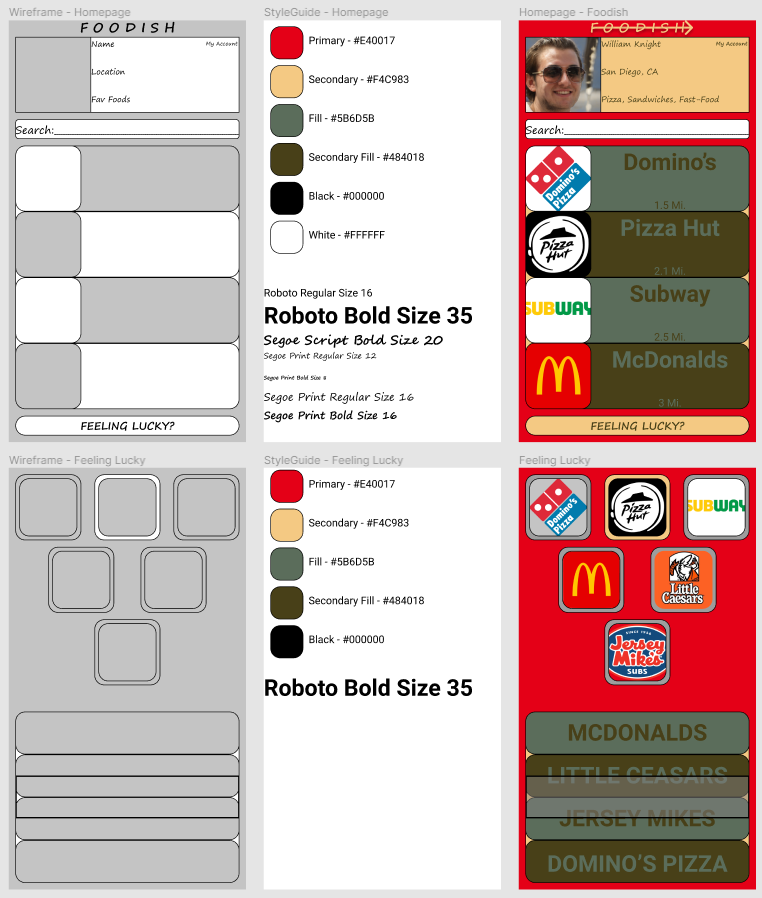 Wireframe - Homepage
FOODISH
Name
My Account
Location
Fav Foods
Search:
FEELING LUCKY?
StyleGuide - Homepage
Primary - #E40017
Secondary - #F4C983
Fill - #5B6D5B
Secondary Fill - #484018
Black - #000000
White - #FFFFFF
Roboto Regular Size 16
Roboto Bold Size 35
Segoe Script Bold Size 20
Segoe Print Regular Size 12
Segoe Print Bold Size 8
Segoe Print Regular Size 16
Segoe Print Bold Size 16
Homepage - Foodish
FOODISH
William Knight
My Account
San Diego, CA
Pizza, Sandwiches, Fast-Food
Search:
Domino's Pizza
Domino's
1.5 Mi.
Pizza Hut
Pizza Hut
2.1 Mi.
SUBWAY
Subway
2.5 Mi.
McDonalds
3 Mi.
FEELING LUCKY?
Wireframe - Feeling Lucky
StyleGuide - Feeling Lucky
Primary - #E40017
Secondary - #F4C983
Fill - #5B6D5B
Secondary Fill - #484018
Black - #000000
Roboto Bold Size 35
Feeling Lucky
Domino's Pizza
Pizza Hut
SUBWAY
Little Caesars
SINCE 1956
Jersey Mike's
SUBS
MCDONALDS
LITTLE CEASARS
JERSEY MIKES
DOMINO'S PIZZA